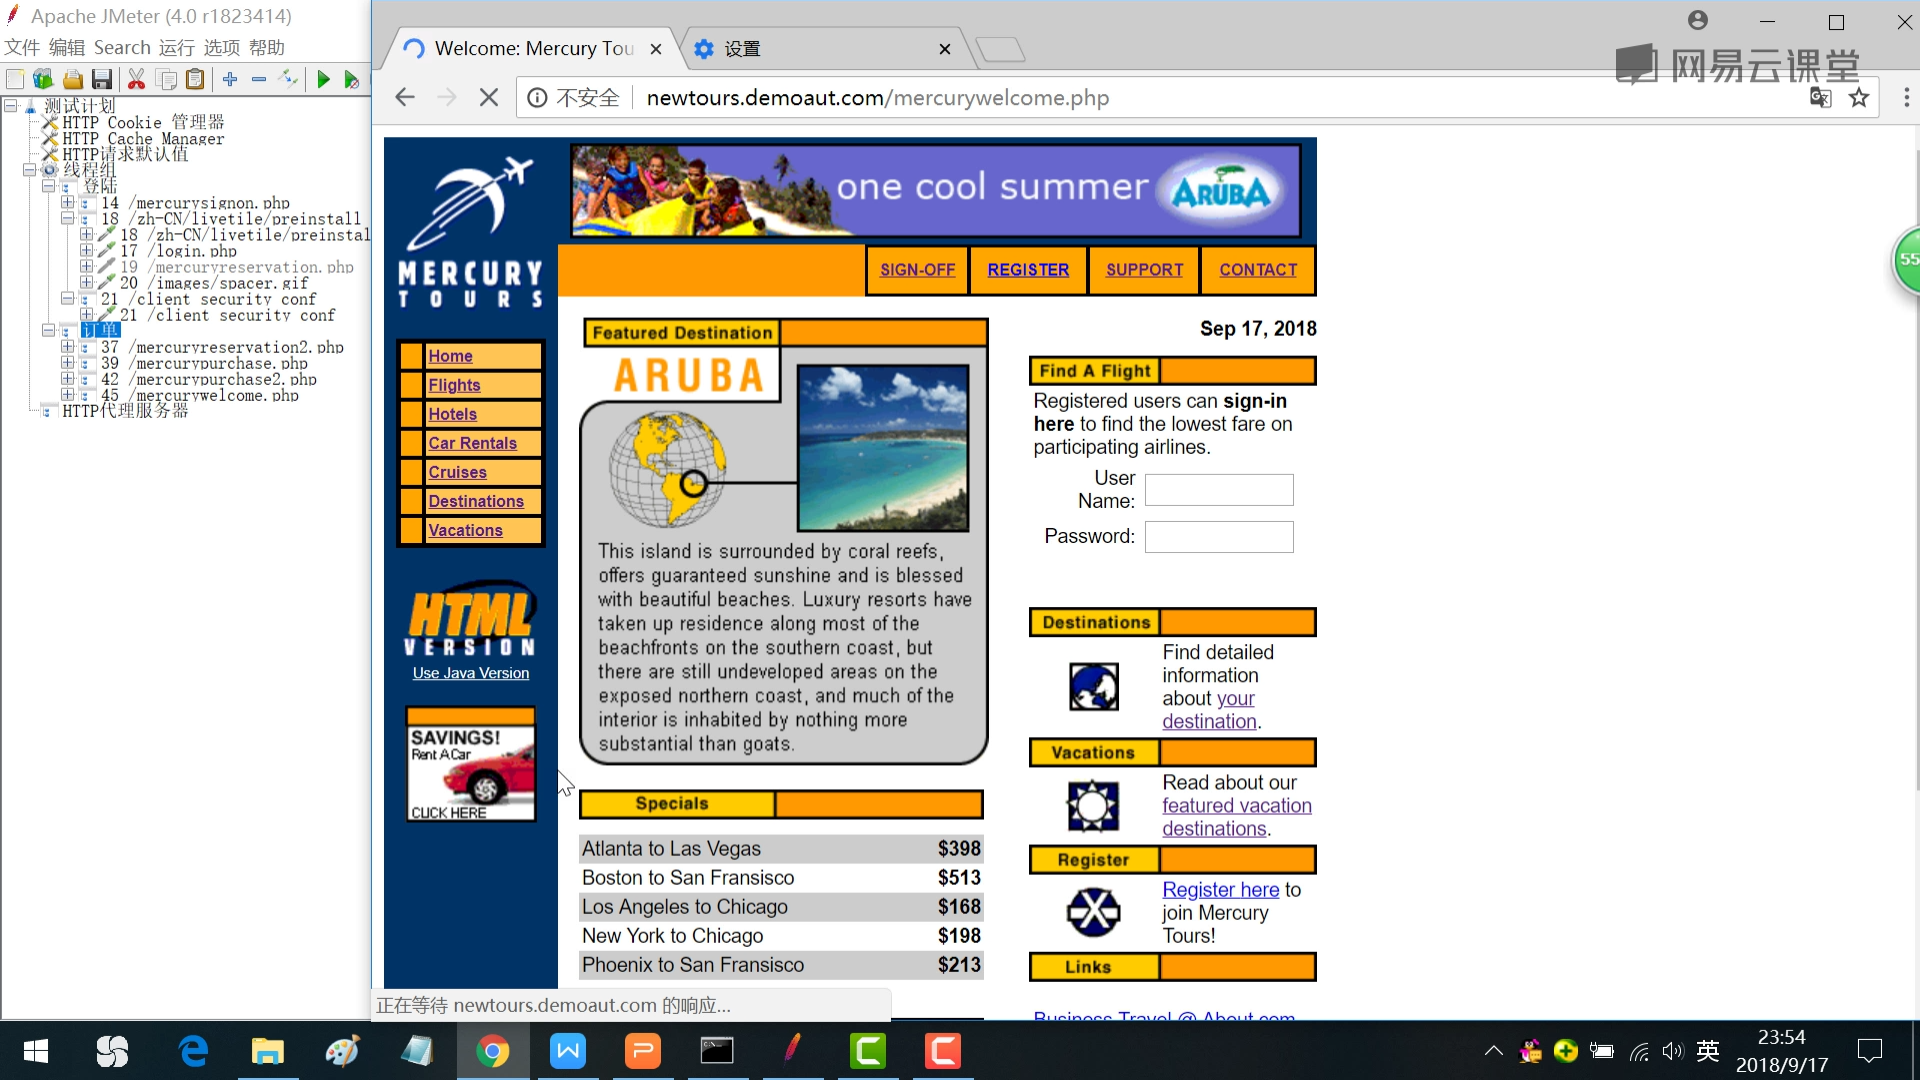 Apache JMeter (4.0 r1823414)
文件 编辑 Search 运行 选项 帮助
测试计划
HTTP Cookie 管理器
HTTP Cache Manager
HTTP请求默认值
线程组
登陆
14 /mercurysignon.php
18 /zh-CN/livetile/preinstall
18 /zh-CN/livetile/preinstal
17 /login.php
19 /mercuryreservation.php
20 /images/spacer.gif
21 /client security conf
21 /client security conf
订单
37 /mercuryreservation2.php
39 /mercurypurchase.php
42 /mercurypurchase2.php
45 /mercurywelcome.php
HTTP代理服务器
Welcome: Mercury Tou
设置
网易云课堂
不安全
newtours.demoaut.com/mercurywelcome.php
one cool summer
ARUBA
MERCURY
TOURS
SIGN-OFF
REGISTER
SUPPORT
CONTACT
Home
Flights
Hotels
Car Rentals
Cruises
Destinations
Vacations
HTML
VERSION
Use Java Version
SAVINGS!
Rent A Car
CLICK HERE
Featured Destination
ARUBA
This island is surrounded by coral reefs,
offers guaranteed sunshine and is blessed
with beautiful beaches. Luxury resorts have
taken up residence along most of the
beachfronts on the southern coast, but
there are still undeveloped areas on the
exposed northern coast, and much of the
interior is inhabited by nothing more
substantial than goats.
Specials
Atlanta to Las Vegas $398
Boston to San Fransisco $513
Los Angeles to Chicago $168
New York to Chicago $198
Phoenix to San Fransisco $213
Sep 17, 2018
Find A Flight
Registered users can sign-in
here to find the lowest fare on
participating airlines.
User
Name:
Password:
Destinations
Find detailed
information
about your
destination.
Vacations
Read about our
featured vacation
destinations.
Register
Register here to
join Mercury
Tours!
Links
Business Travel @ About.com
55
正在等待 newtours.demoaut.com 的响应...
英
23:54
2018/9/17